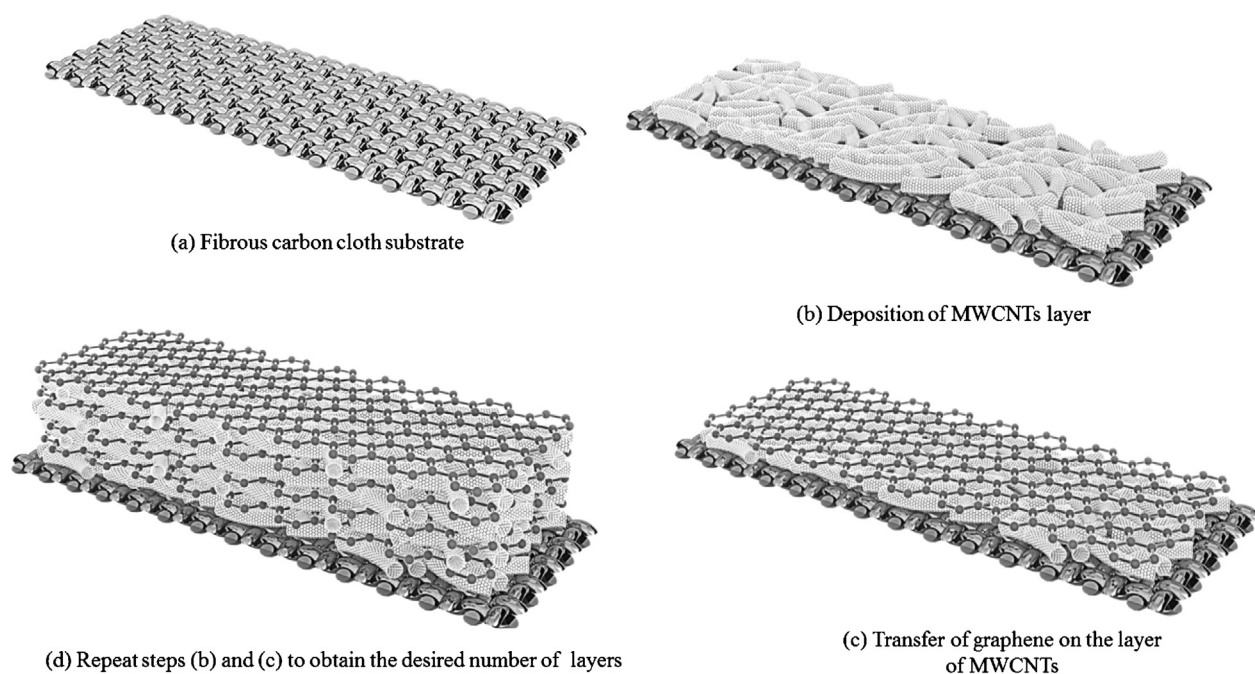 (a) Fibrous carbon cloth substrate
(b) Deposition of MWCNTs layer
(c) Transfer of graphene on the layer
of MWCNTs
(d) Repeat steps (b) and (c) to obtain the desired number of layers